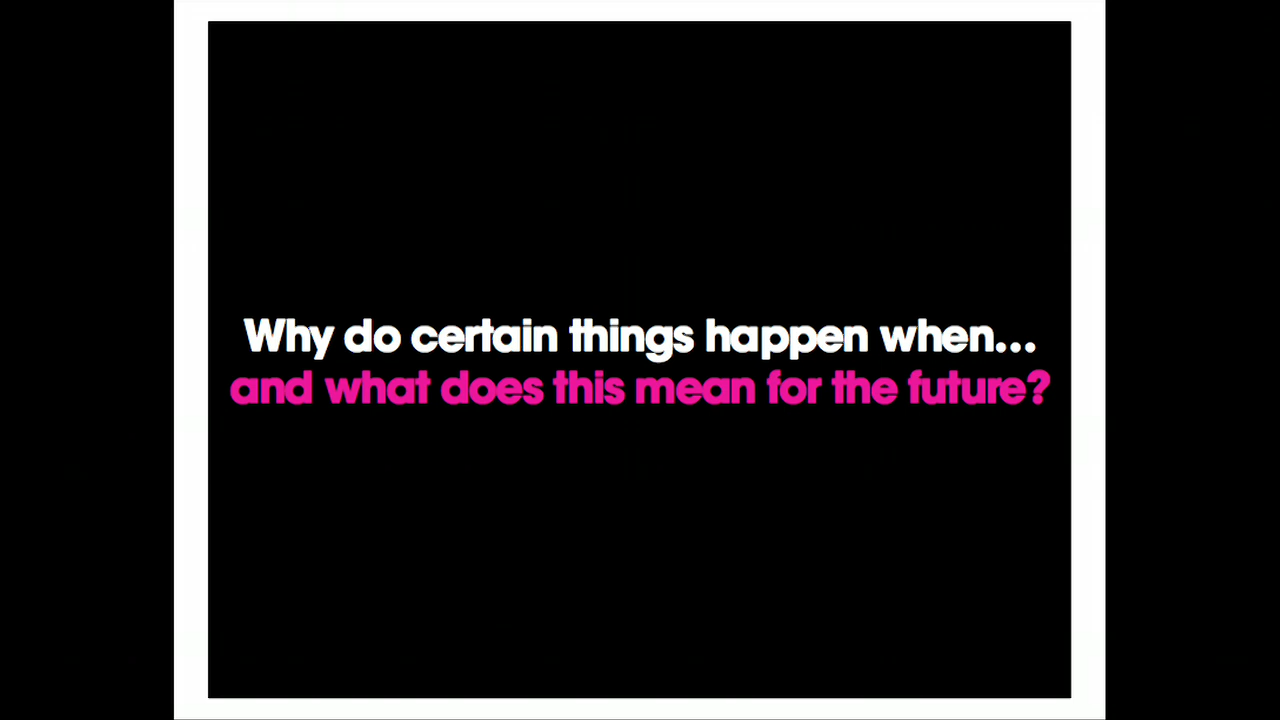 Why do certain things happen when...
and what does this mean for the future?